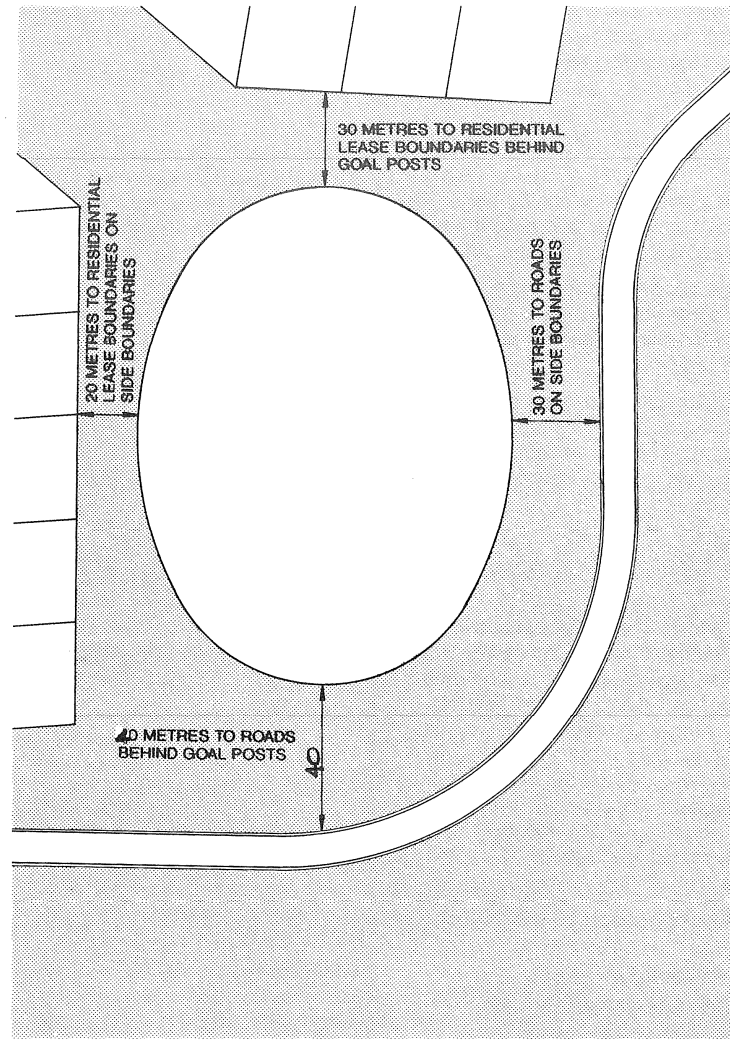 30 METRES TO RESIDENTIAL
LEASE BOUNDARIES BEHIND
GOAL POSTS
20 METRES TO RESIDENTIAL
LEASE BOUNDARIES ON
SIDE BOUNDARIES
30 METRES TO ROADS
ON SIDE BOUNDARIES
40 METRES TO ROADS
BEHIND GOAL POSTS
40